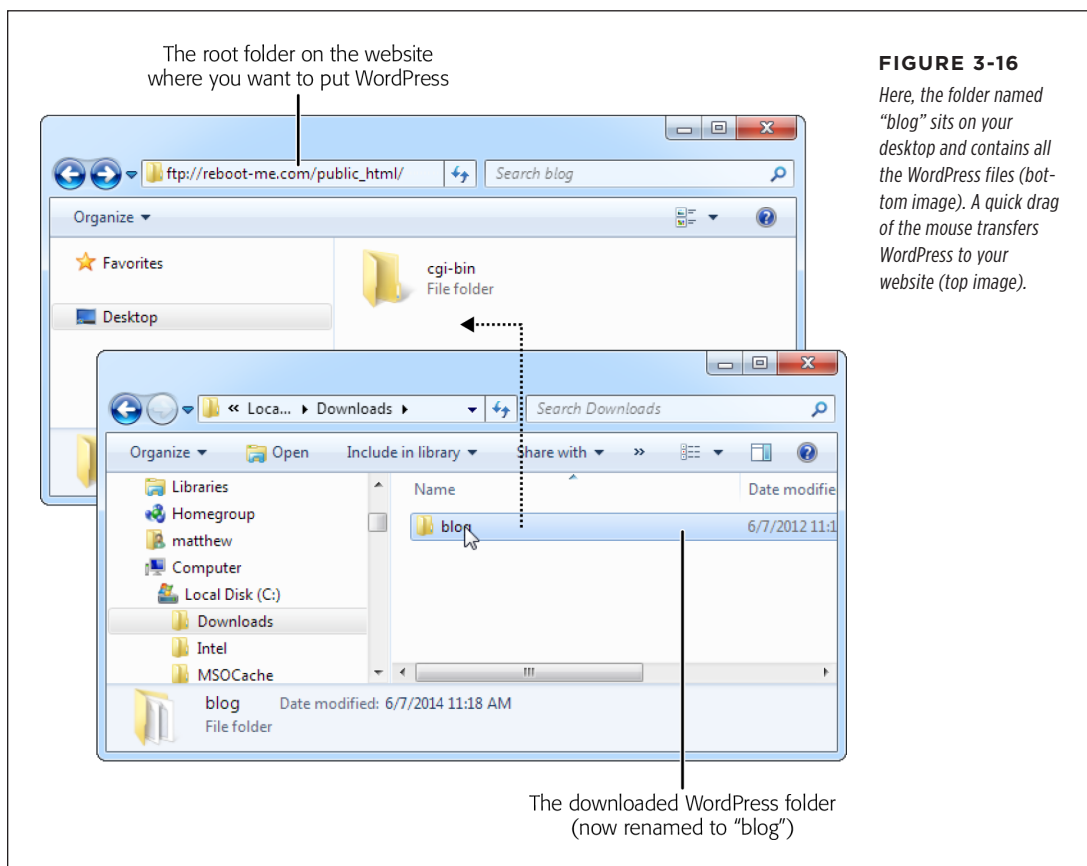 The root folder on the website
where you want to put WordPress
ftp://reboot-me.com/public_html/
Search blog
Organize
Favorites
Desktop
cgi-bin
File folder
« Loca... Downloads
Search Downloads
Organize Open Include in library Share with »
Libraries
Homegroup
matthew
Computer
Local Disk (C:)
Downloads
Intel
MSOCache
Name Date modifie
blog 6/7/2012 11:1
blog Date modified: 6/7/2014 11:18 AM
File folder
The downloaded WordPress folder
(now renamed to “blog”)
FIGURE 3-16
Here, the folder named
“blog” sits on your
desktop and contains all
the WordPress files (bot-
tom image). A quick drag
of the mouse transfers
WordPress to your
website (top image).